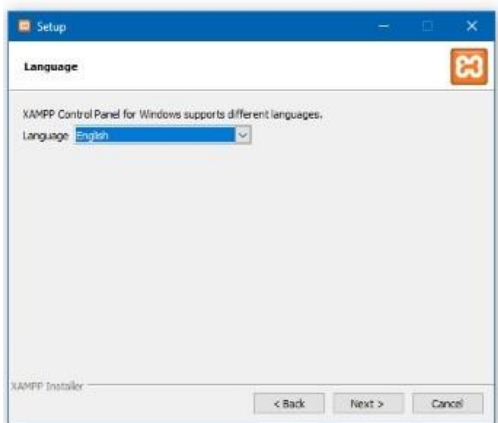 Setup
Language
XAMPP Control Panel for Windows supports different languages.
Language English
XAMPP Installer
< Back Next > Cancel